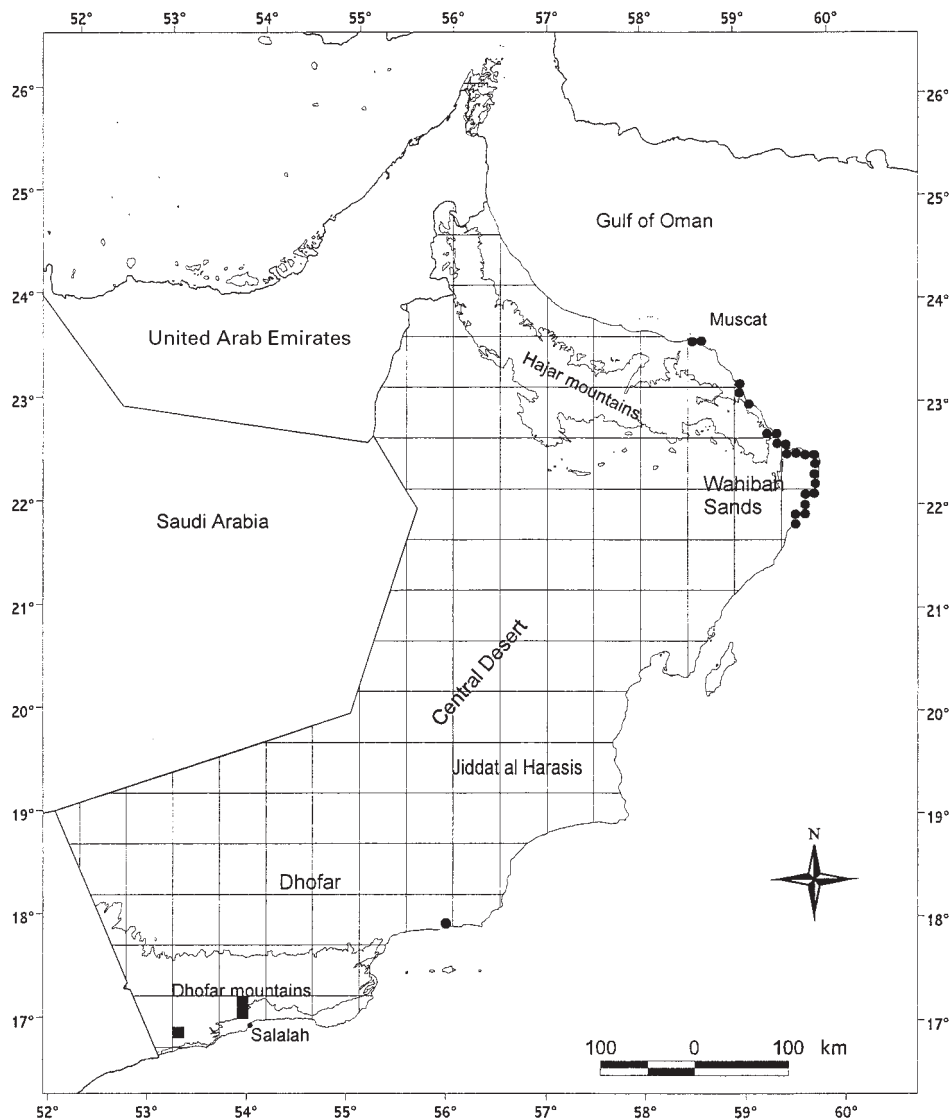 52° 53° 54° 55° 56° 57° 58° 59° 60°
26° 26°
25° 25°
Gulf of Oman
24° 24°
Muscat
United Arab Emirates
Hajar mountains
23° 23°
Wahibah
Sands
22° 22°
Saudi Arabia
21° 21°
Central Desert
20° 20°
Jiddat al Harasis
19° 19°
N
Dhofar
18° 18°
Dhofar mountains
17° 17°
Salalah
100 0 100 km
52° 53° 54° 55° 56° 57° 58° 59° 60°